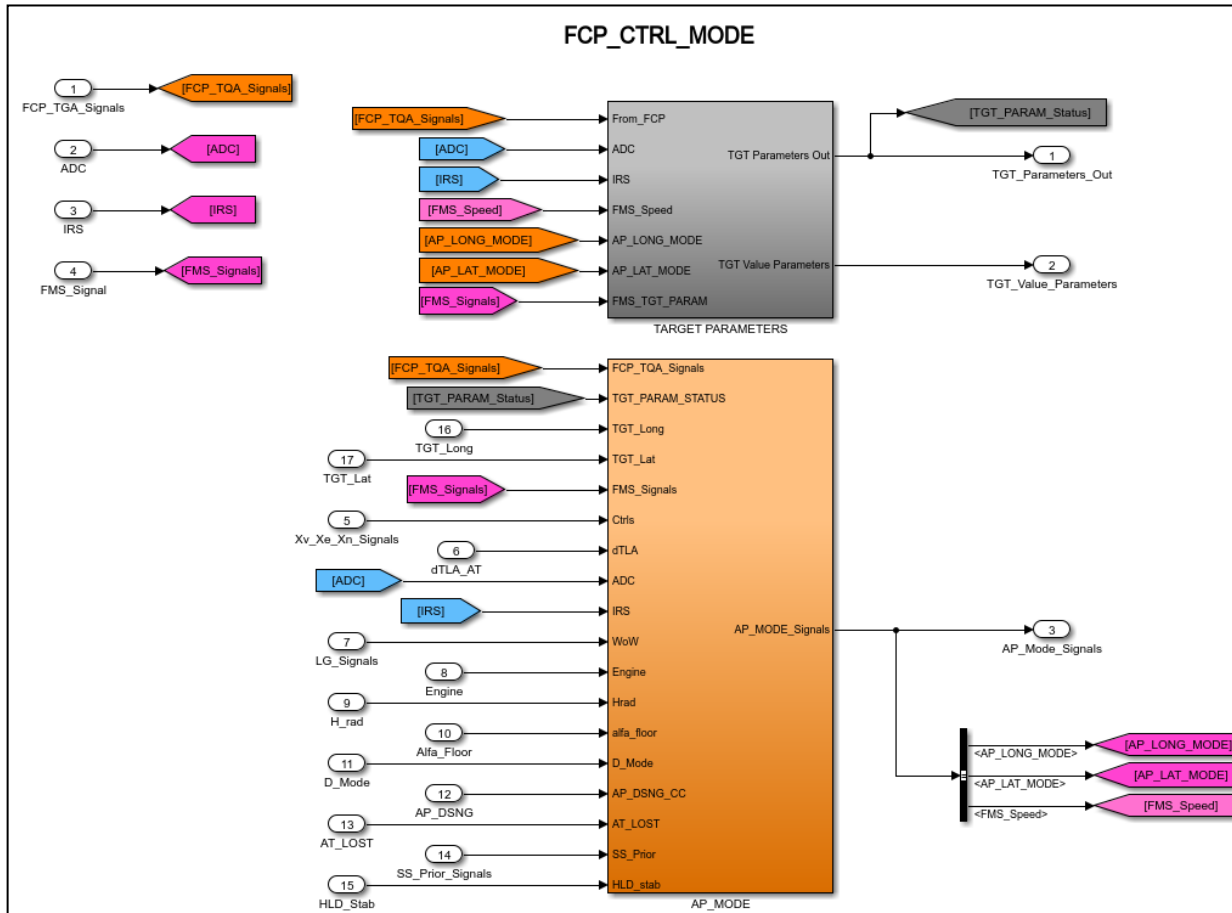 FCP_CTRL_MODE
1
FCP_TGA_Signals
[FCP_TQA_Signals]
2
ADC
[ADC]
3
IRS
[IRS]
4
FMS_Signal
[FMS_Signals]
[FCP_TQA_Signals]
[ADC]
[IRS]
[FMS_Speed]
[AP_LONG_MODE]
[AP_LAT_MODE]
[FMS_Signals]
From_FCP
ADC
IRS
FMS_Speed
AP_LONG_MODE
AP_LAT_MODE
FMS_TGT_PARAM
TGT Parameters Out
TGT Value Parameters
TARGET PARAMETERS
[TGT_PARAM_Status]
1
TGT_Parameters_Out
2
TGT_Value_Parameters
[FCP_TQA_Signals]
[TGT_PARAM_Status]
16
TGT_Long
17
TGT_Lat
[FMS_Signals]
5
Xv_Xe_Xn_Signals
6
dTLA_AT
[ADC]
[IRS]
7
LG_Signals
8
Engine
9
H_rad
10
Alfa_Floor
11
D_Mode
12
AP_DSNG
13
AT_LOST
14
SS_Prior_Signals
15
HLD_Stab
FCP_TQA_Signals
TGT_PARAM_STATUS
TGT_Long
TGT_Lat
FMS_Signals
Ctrls
dTLA
ADC
IRS
WoW
Engine
Hrad
alfa_floor
D_Mode
AP_DSNG_CC
AT_LOST
SS_Prior
HLD_stab
AP_MODE_Signals
AP_MODE
3
AP_Mode_Signals
<AP_LONG_MODE>
[AP_LONG_MODE]
<AP_LAT_MODE>
[AP_LAT_MODE]
<FMS_Speed>
[FMS_Speed]